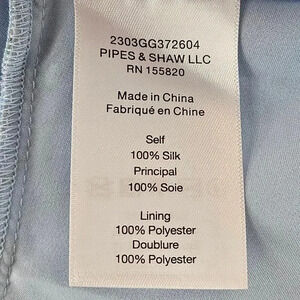 2303GG372604
PIPES & SHAW LLC
RN 155820
Made in China
Fabriqué en Chine
Self
100% Silk
Principal
100% Soie
Lining
100% Polyester
Doublure
100% Polyester